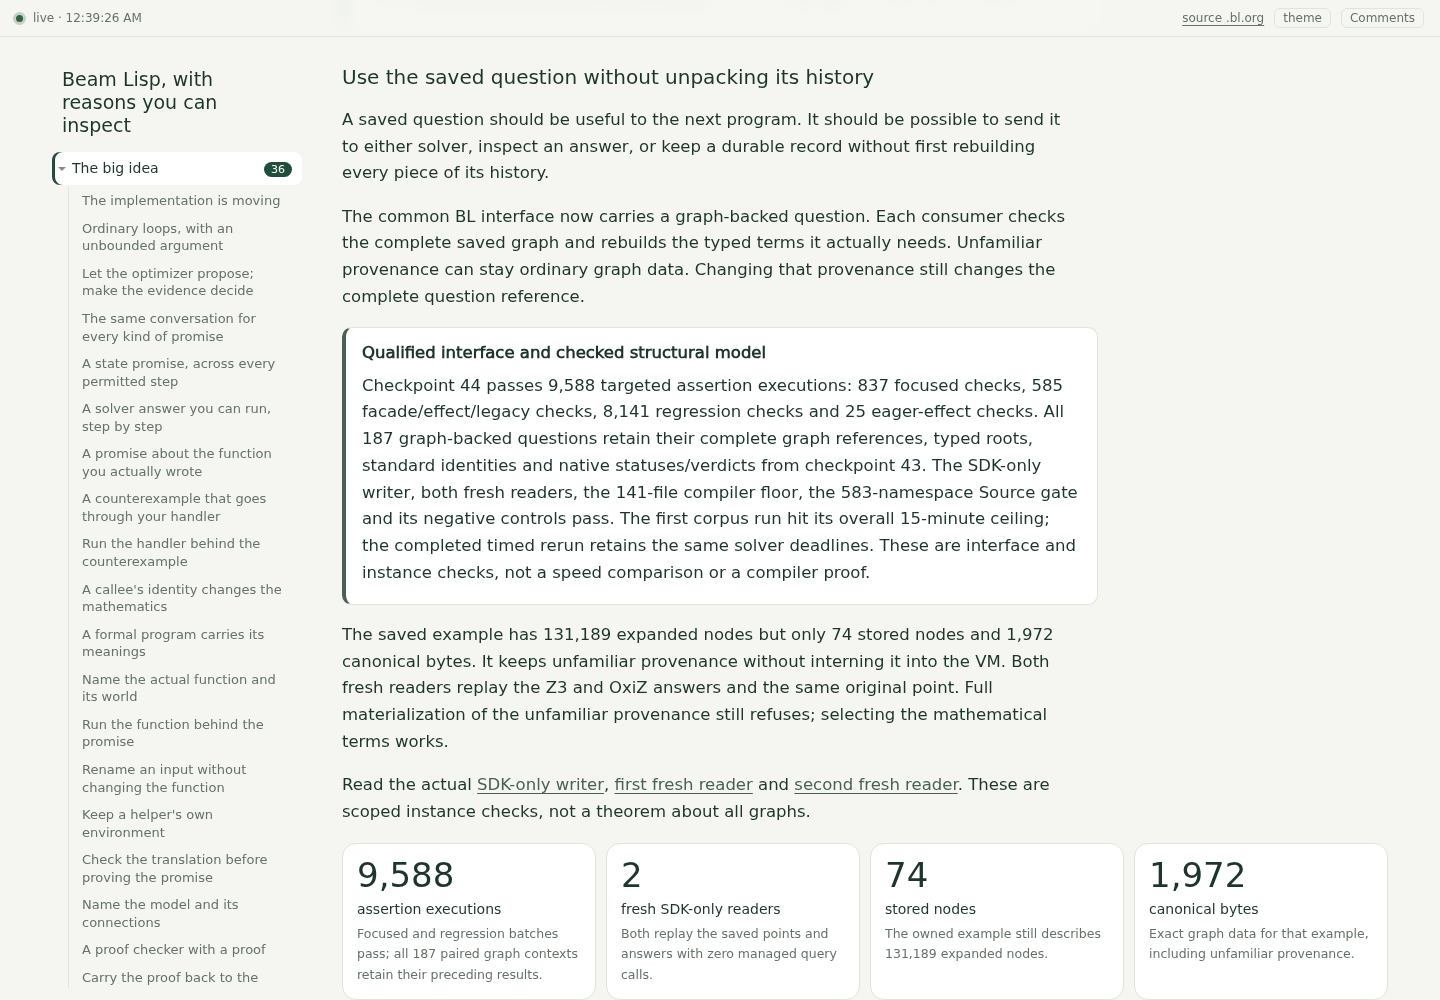 live · 12:39:26 AM
source .bl.org
theme
Comments
Beam Lisp, with
reasons you can
inspect
The big idea
36
The implementation is moving
Ordinary loops, with an
unbounded argument
Let the optimizer propose;
make the evidence decide
The same conversation for
every kind of promise
A state promise, across every
permitted step
A solver answer you can run,
step by step
A promise about the function
you actually wrote
A counterexample that goes
through your handler
Run the handler behind the
counterexample
A callee's identity changes the
mathematics
A formal program carries its
meanings
Name the actual function and
its world
Run the function behind the
promise
Rename an input without
changing the function
Keep a helper's own
environment
Check the translation before
proving the promise
Name the model and its
connections
A proof checker with a proof
Carry the proof back to the
Use the saved question without unpacking its history
A saved question should be useful to the next program. It should be possible to send it
to either solver, inspect an answer, or keep a durable record without first rebuilding
every piece of its history.
The common BL interface now carries a graph-backed question. Each consumer checks
the complete saved graph and rebuilds the typed terms it actually needs. Unfamiliar
provenance can stay ordinary graph data. Changing that provenance still changes the
complete question reference.
Qualified interface and checked structural model
Checkpoint 44 passes 9,588 targeted assertion executions: 837 focused checks, 585
facade/effect/legacy checks, 8,141 regression checks and 25 eager-effect checks. All
187 graph-backed questions retain their complete graph references, typed roots,
standard identities and native statuses/verdicts from checkpoint 43. The SDK-only
writer, both fresh readers, the 141-file compiler floor, the 583-namespace Source gate
and its negative controls pass. The first corpus run hit its overall 15-minute ceiling;
the completed timed rerun retains the same solver deadlines. These are interface and
instance checks, not a speed comparison or a compiler proof.
The saved example has 131,189 expanded nodes but only 74 stored nodes and 1,972
canonical bytes. It keeps unfamiliar provenance without interning it into the VM. Both
fresh readers replay the Z3 and OxiZ answers and the same original point. Full
materialization of the unfamiliar provenance still refuses; selecting the mathematical
terms works.
Read the actual SDK-only writer, first fresh reader and second fresh reader. These are
scoped instance checks, not a theorem about all graphs.
9,588
assertion executions
Focused and regression batches
pass; all 187 paired graph contexts
retain their preceding results.
2
fresh SDK-only readers
Both replay the saved points and
answers with zero managed query
calls.
74
stored nodes
The owned example still describes
131,189 expanded nodes.
1,972
canonical bytes
Exact graph data for that example,
including unfamiliar provenance.